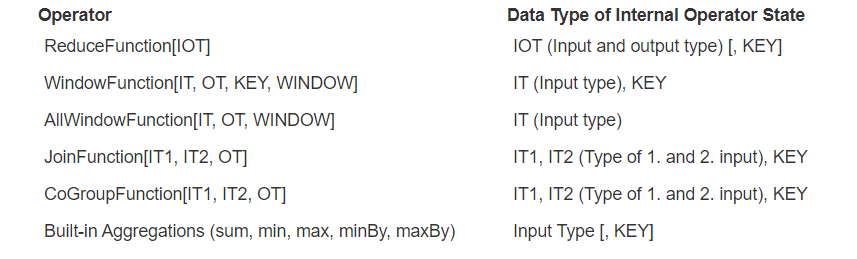 Operator Data Type of Internal Operator State
ReduceFunction[IOT] IOT (Input and output type) [, KEY]
WindowFunction[IT, OT, KEY, WINDOW] IT (Input type), KEY
AllWindowFunction[IT, OT, WINDOW] IT (Input type)
JoinFunction[IT1, IT2, OT] IT1, IT2 (Type of 1. and 2. input), KEY
CoGroupFunction[IT1, IT2, OT] IT1, IT2 (Type of 1. and 2. input), KEY
Built-in Aggregations (sum, min, max, minBy, maxBy) Input Type [, KEY]